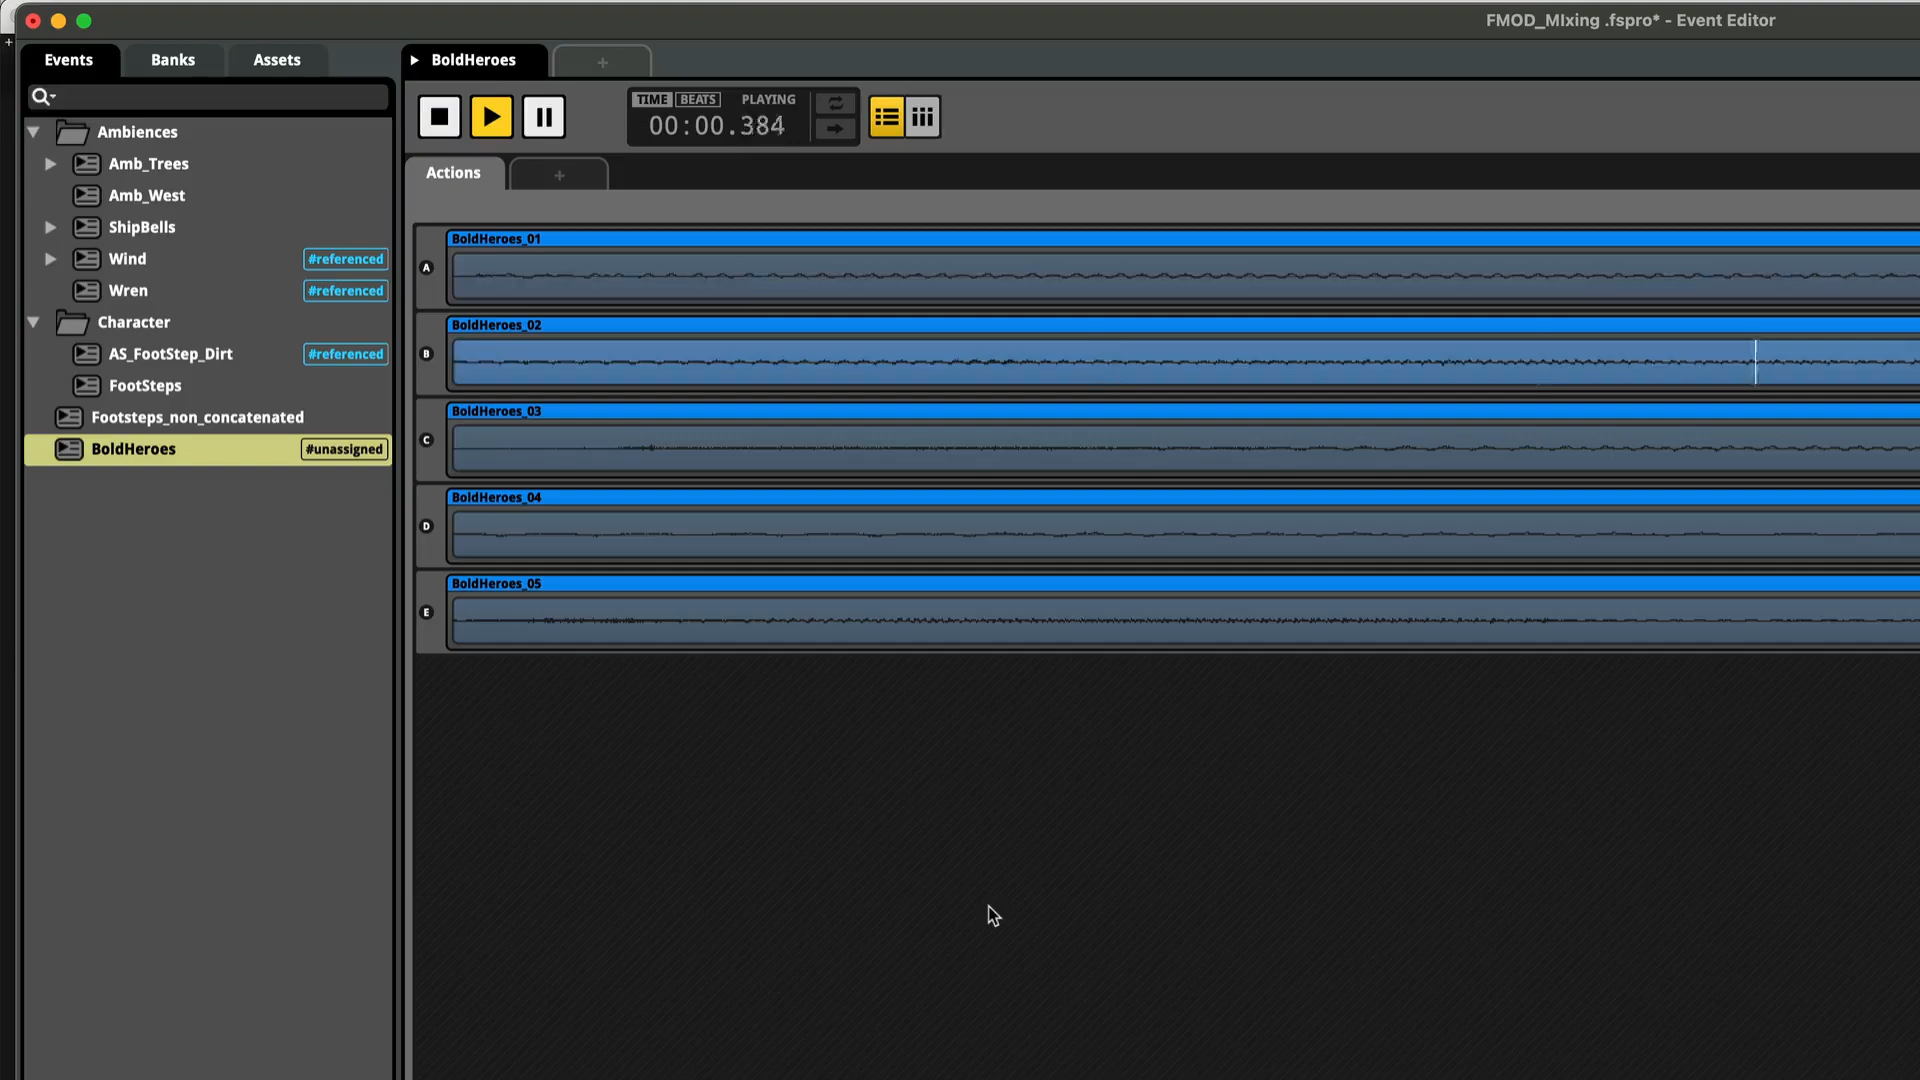 FMOD_MIxing .fspro* - Event Editor
Events
Banks
Assets
BoldHeroes
+
TIME
BEATS
PLAYING
00:00.384
Actions
+
Ambiences
Amb_Trees
Amb_West
ShipBells
Wind
#referenced
Wren
#referenced
Character
AS_FootStep_Dirt
#referenced
FootSteps
Footsteps_non_concatenated
BoldHeroes
#unassigned
A
BoldHeroes_01
B
BoldHeroes_02
C
BoldHeroes_03
D
BoldHeroes_04
E
BoldHeroes_05